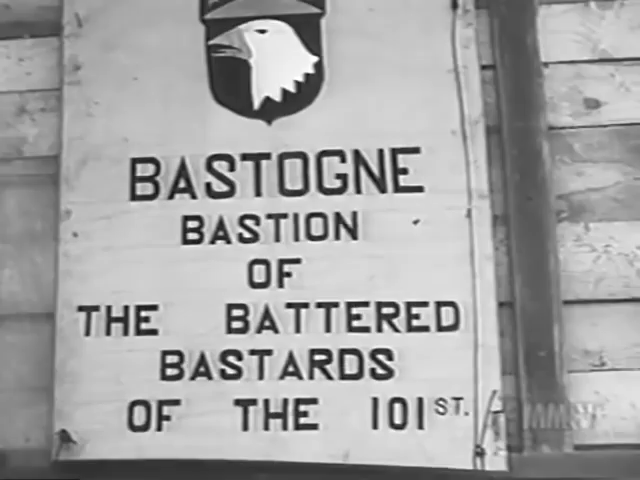 BASTOGNE
BASTION
OF
THE BATTERED
BASTARDS
OF THE 101ST.